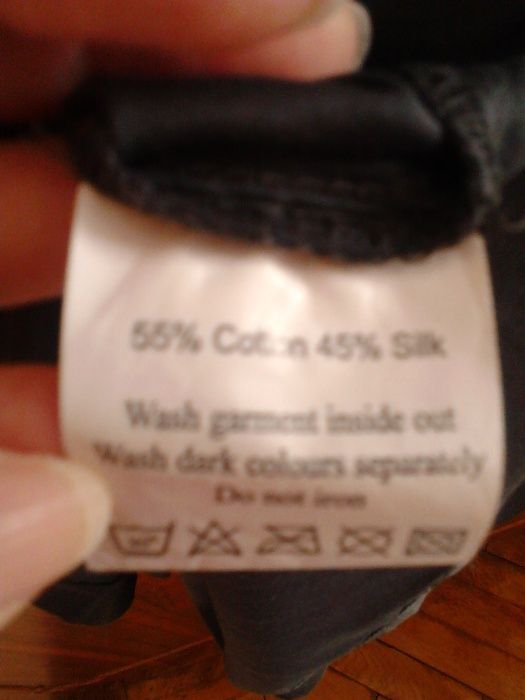 55% Cotton 45% Silk
Wash garment inside out
Wash dark colours separately
Do not iron